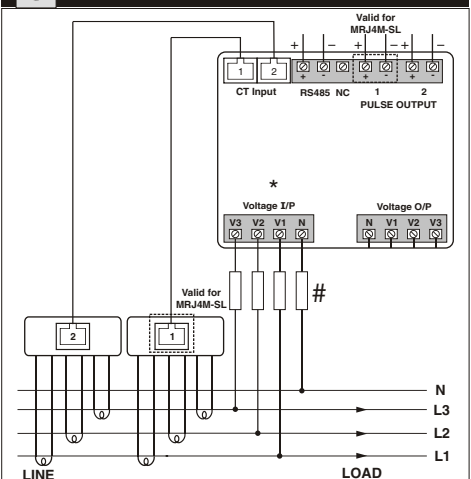 Valid for
MRJ4M-SL
+ − + − + −
1 2
+ - + - + -
CT Input RS485 NC 1 2
PULSE OUTPUT
*
Voltage I/P Voltage O/P
V3 V2 V1 N N V1 V2 V3
Valid for
MRJ4M-SL
#
2 1
N
L3
L2
L1
LINE LOAD